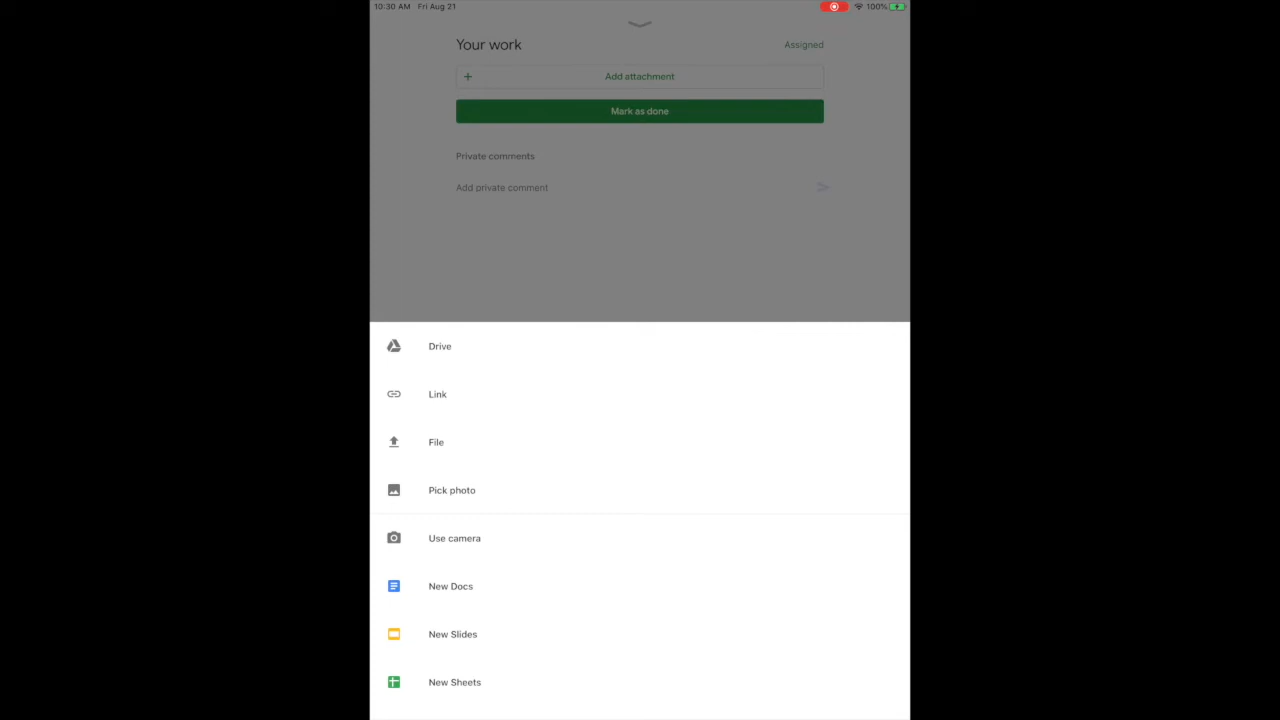 10:30 AM Fri Aug 21 100%
Your work Assigned
+ Add attachment
Mark as done
Private comments
Add private comment
Drive
Link
File
Pick photo
Use camera
New Docs
New Slides
New Sheets